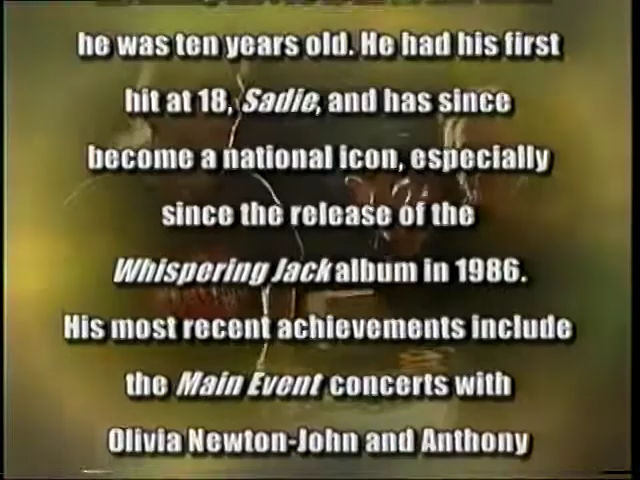 he was ten years old. He had his first
hit at 18, Sadie, and has since
become a national icon, especially
since the release of the
Whispering Jack album in 1986.
His most recent achievements include
the Main Event concerts with
Olivia Newton-John and Anthony